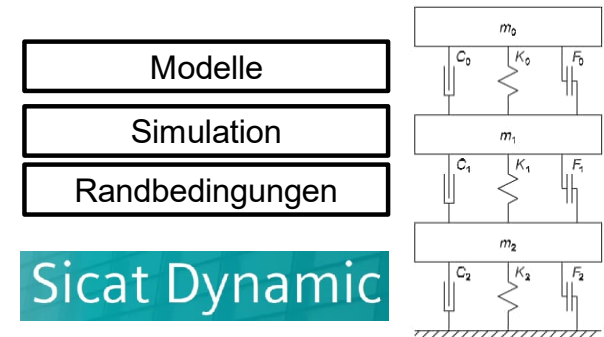 Modelle
Simulation
Randbedingungen
Sicat Dynamic
m₀
C₀ K₀ F₀
m₁
C₁ K₁ F₁
m₂
C₂ K₂ F₂